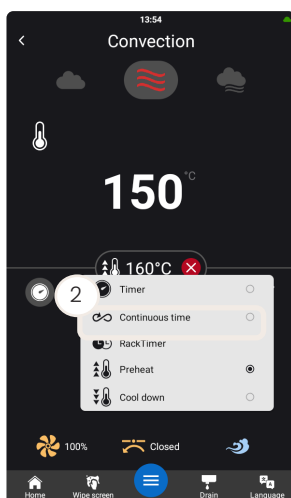 13:54
Convection
150 °C
160°C
2
Timer
Continuous time
RackTimer
Preheat
Cool down
100%
Closed
Home
Wipe screen
Drain
Language